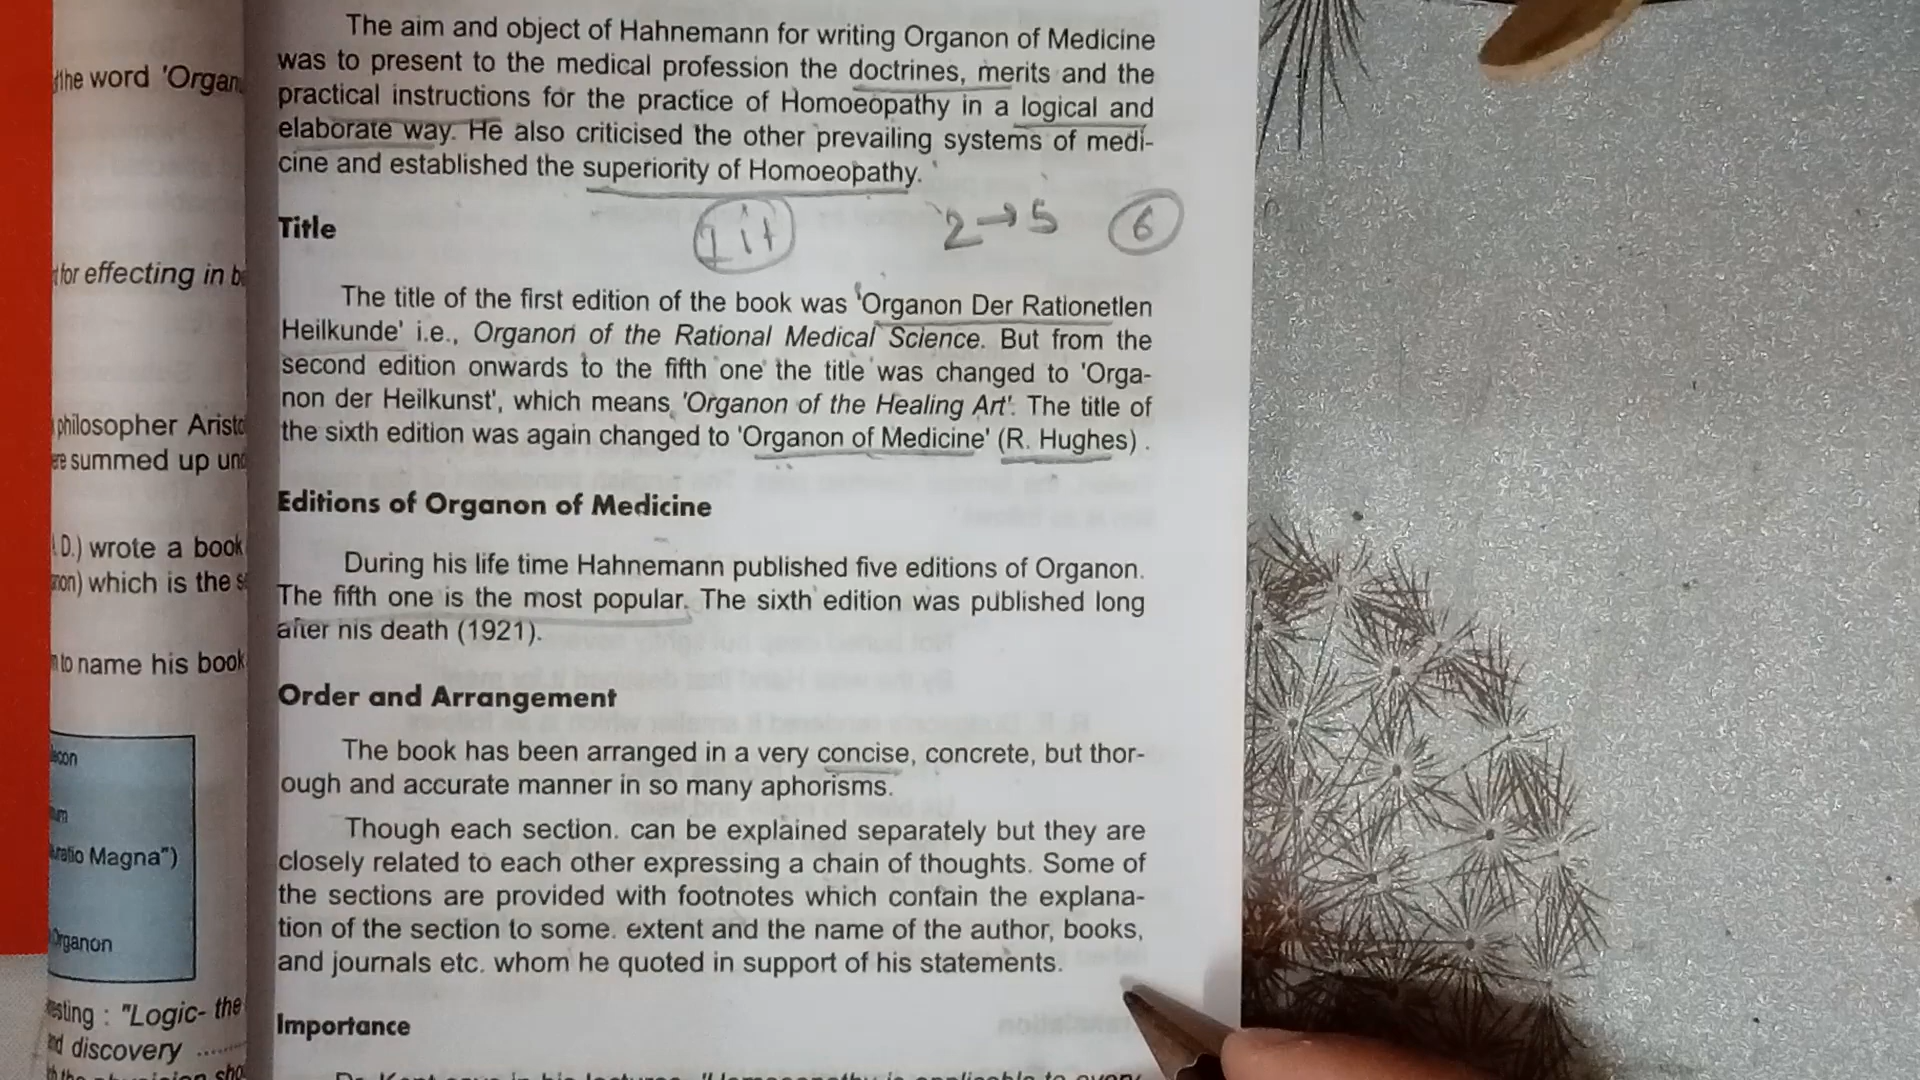 the word 'Organ
for effecting in b
philosopher Aristo
summed up und
D.) wrote a book
which is the s
to name his book
Magna")
Organon
: "Logic- the
discovery ......
The aim and object of Hahnemann for writing Organon of Medicine
was to present to the medical profession the doctrines, merits and the
practical instructions for the practice of Homoeopathy in a logical and
elaborate way. He also criticised the other prevailing systems of medi-
cine and established the superiority of Homoeopathy.
Title
2→5 6
The title of the first edition of the book was 'Organon Der Rationetlen
Heilkunde' i.e., Organon of the Rational Medical Science. But from the
second edition onwards to the fifth one the title was changed to 'Orga-
non der Heilkunst', which means 'Organon of the Healing Art'. The title of
the sixth edition was again changed to 'Organon of Medicine' (R. Hughes) .
Editions of Organon of Medicine
During his life time Hahnemann published five editions of Organon.
The fifth one is the most popular. The sixth edition was published long
after his death (1921).
Order and Arrangement
The book has been arranged in a very concise, concrete, but thor-
ough and accurate manner in so many aphorisms.
Though each section. can be explained separately but they are
closely related to each other expressing a chain of thoughts. Some of
the sections are provided with footnotes which contain the explana-
tion of the section to some. extent and the name of the author, books,
and journals etc. whom he quoted in support of his statements.
Importance
Dr. Kent says in his lectures, "Homoeopathy is applicable to every